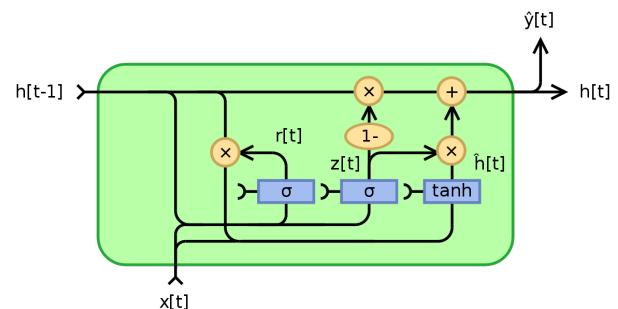 ŷ[t]
h[t-1]
×
+
h[t]
1-
r[t]
×
z[t]
×
ĥ[t]
σ
σ
tanh
x[t]